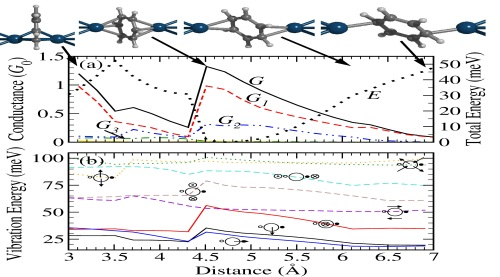 1.5
1
0.5
0
Conductance (G0)
(a)
G
G1
G2
G3
E
50
40
30
20
10
0
Total Energy (meV)
100
75
50
25
Vibration Energy (meV)
(b)
3 3.5 4 4.5 5 5.5 6 6.5 7
Distance (Å)